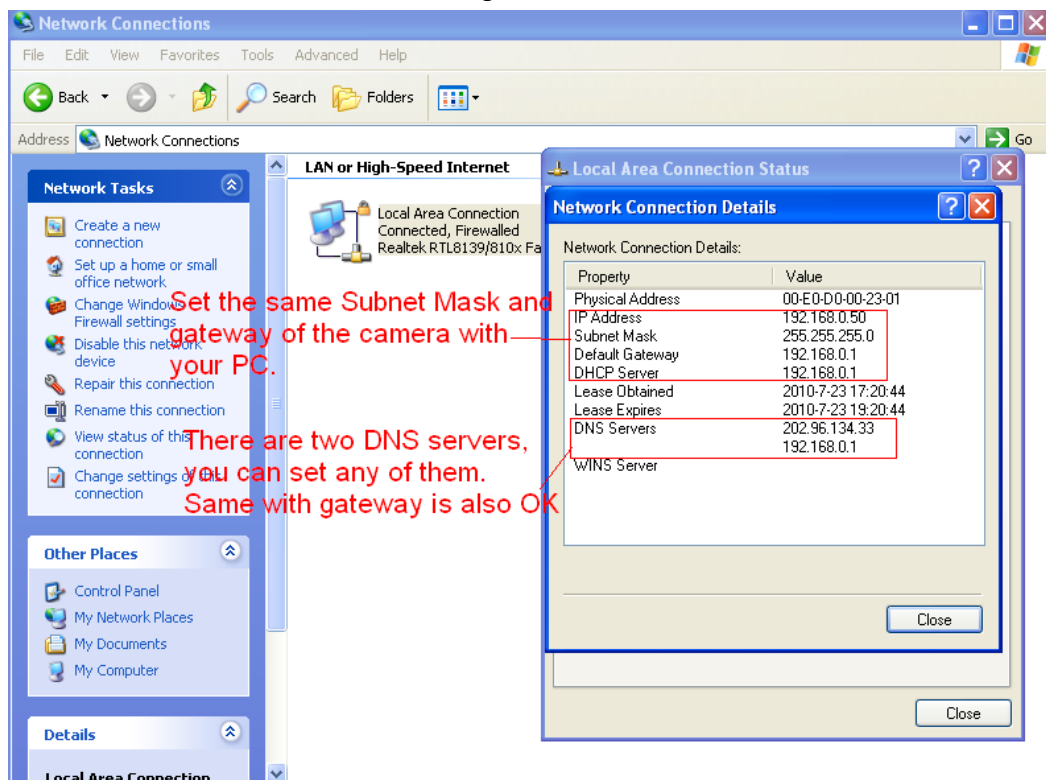 Network Connections
File Edit View Favorites Tools Advanced Help
Back Search Folders
Address Network Connections Go
Network Tasks
Create a new
connection
Set up a home or small
office network
Change Windows
Firewall settings
Disable this network
device
Repair this connection
Rename this connection
View status of this
connection
Change settings of this
connection
Other Places
Control Panel
My Network Places
My Documents
My Computer
Details
Local Area Connection
LAN or High-Speed Internet
Local Area Connection
Connected, Firewalled
Realtek RTL8139/810x Fa
Set the same Subnet Mask and
gateway of the camera with
your PC.
There are two DNS servers,
you can set any of them.
Same with gateway is also OK
Local Area Connection Status
Network Connection Details
Network Connection Details:
Property Value
Physical Address 00-E0-D0-00-23-01
IP Address 192.168.0.50
Subnet Mask 255.255.255.0
Default Gateway 192.168.0.1
DHCP Server 192.168.0.1
Lease Obtained 2010-7-23 17:20:44
Lease Expires 2010-7-23 19:20:44
DNS Servers 202.96.134.33
192.168.0.1
WINS Server
Close
Close